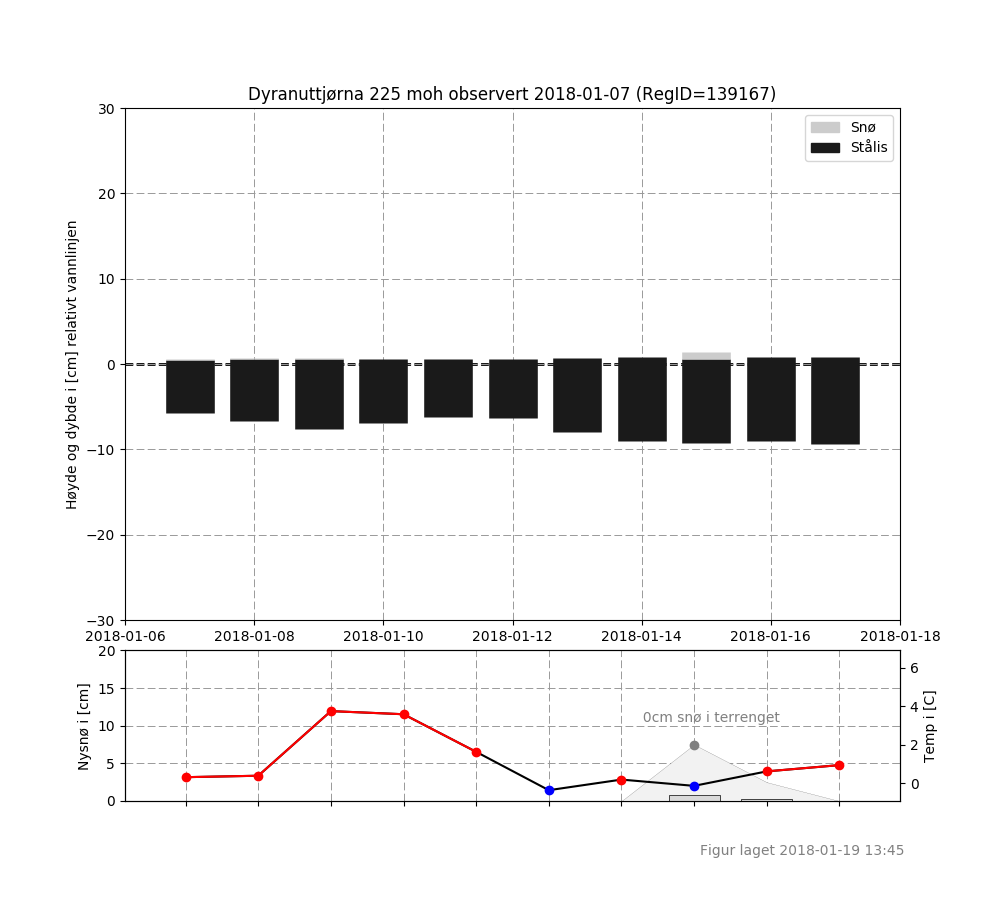 Dyranuttjørna 225 moh observert 2018-01-07 (RegID=139167)
Snø
Stålis
Høyde og dybde i [cm] relativt vannlinjen
30
20
10
0
−10
−20
−30
2018-01-06 2018-01-08 2018-01-10 2018-01-12 2018-01-14 2018-01-16 2018-01-18
Nysnø i [cm]
20
15
10
5
0
0cm snø i terrenget
6
4
2
0
Temp i [C]
Figur laget 2018-01-19 13:45